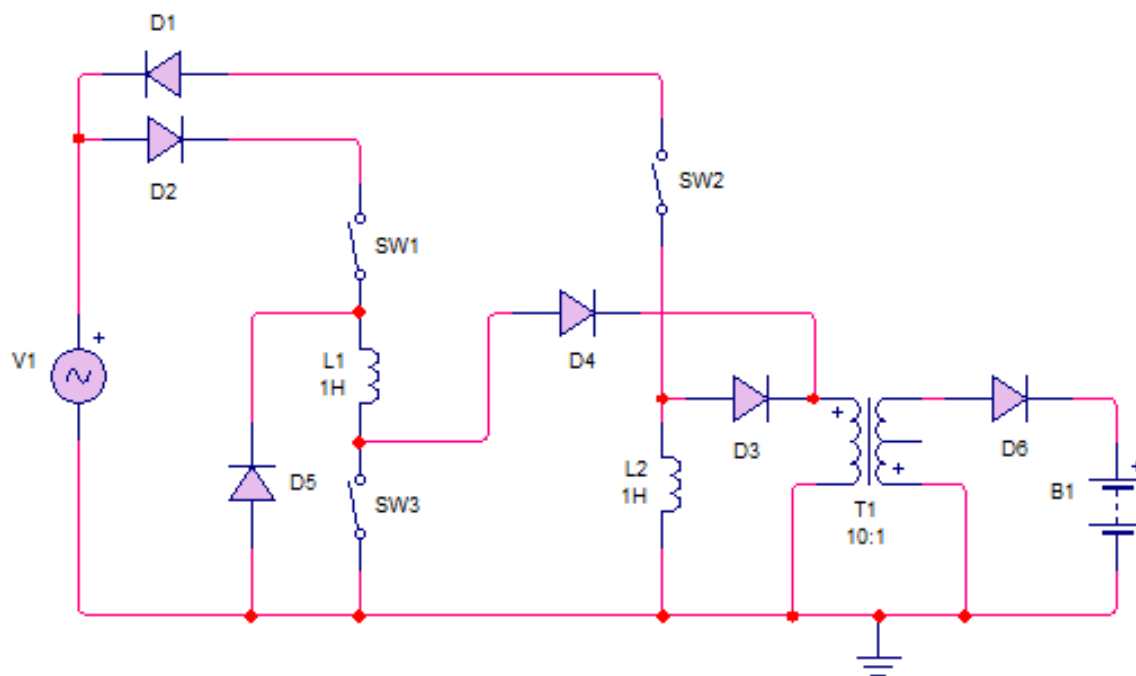 D1
D2
SW2
SW1
V1
+
L1
1H
D4
D5
SW3
D3
L2
1H
+
+
T1
10:1
D6
B1
+